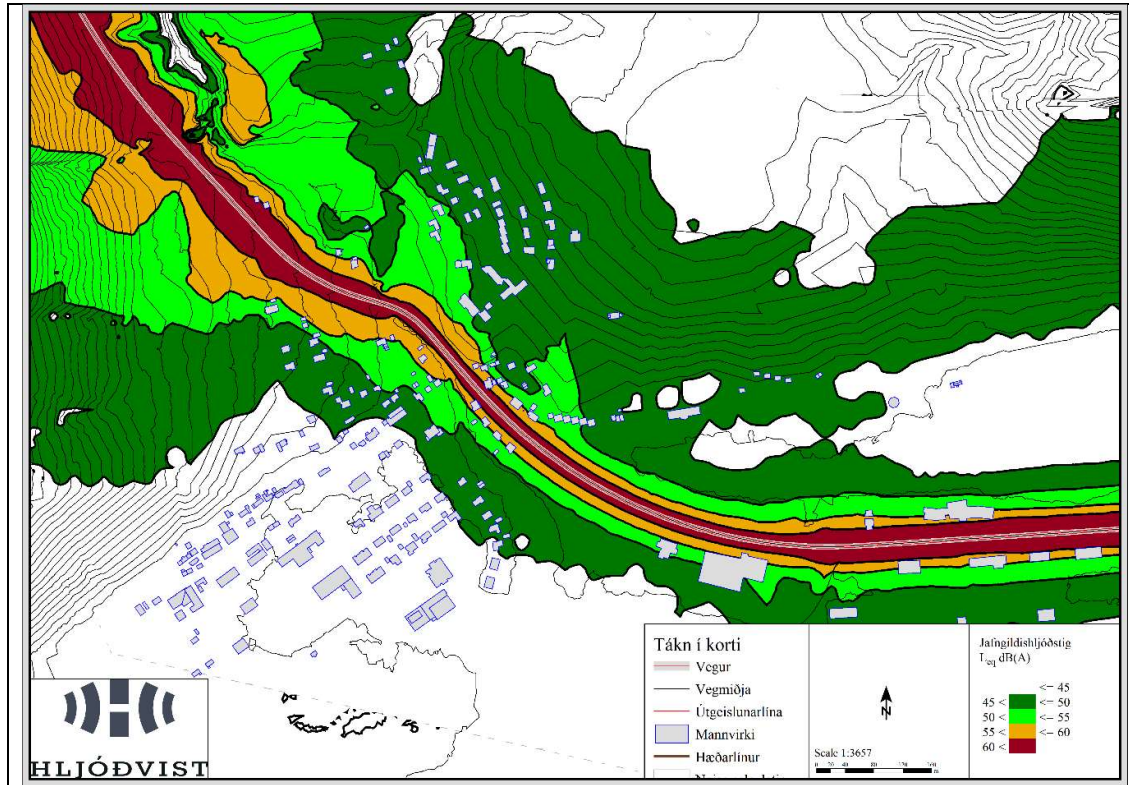 Tákn í korti
Vegur
Vegmiðja
Útgeislunarlína
Mannvirki
Hæðarlínur
N
Scale 1:3657
Jafngildishljóðstig
Leq dB(A)
<= 45
45 < <= 50
50 < <= 55
55 < <= 60
60 <
HLJÓÐVIST